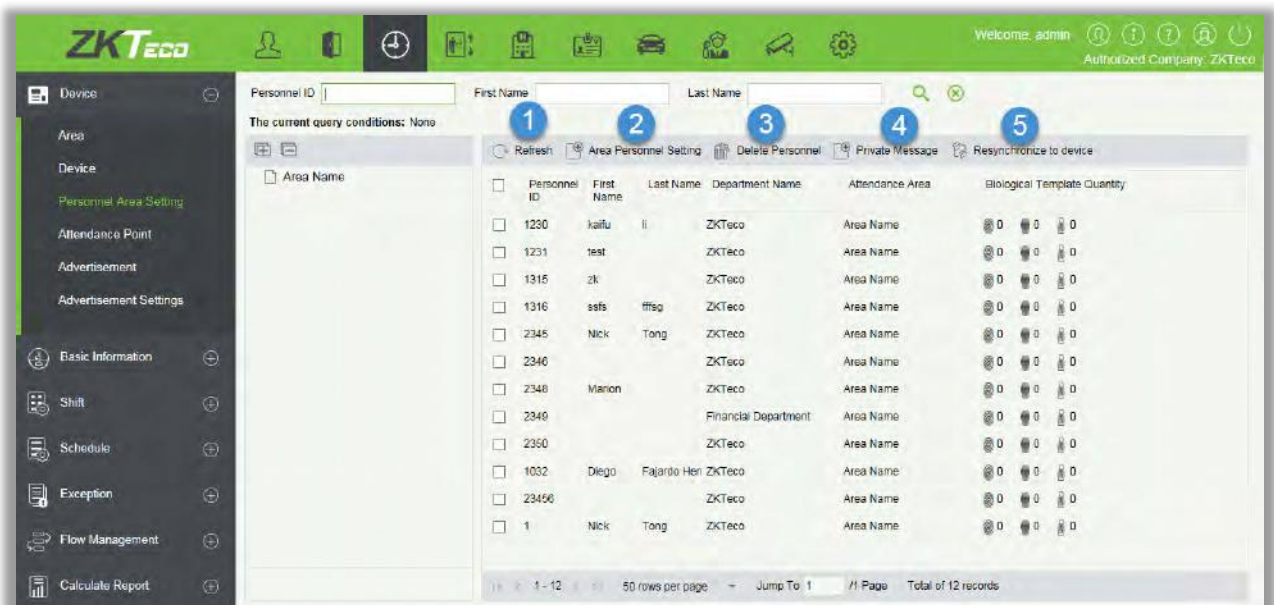 ZKTeco
Welcome, admin
Authorized Company: ZKTeco
Device
Area
Device
Personnel Area Setting
Attendance Point
Advertisement
Advertisement Settings
Basic Information
Shift
Schedule
Exception
Flow Management
Calculate Report
Personnel ID First Name Last Name
The current query conditions: None
Area Name
1 2 3 4 5
Refresh Area Personnel Setting Delete Personnel Private Message Resynchronize to device
Personnel ID First Name Last Name Department Name Attendance Area Biological Template Quantity
1230 kaifu li ZKTeco Area Name 0 0 0
1231 test ZKTeco Area Name 0 0 0
1315 zk ZKTeco Area Name 0 0 0
1316 ssfs fffsg ZKTeco Area Name 0 0 0
2345 Nick Tong ZKTeco Area Name 0 0 0
2346 ZKTeco Area Name 0 0 0
2348 Marion ZKTeco Area Name 0 0 0
2349 Financial Department Area Name 0 0 0
2350 ZKTeco Area Name 0 0 0
1032 Diego Fajardo Her ZKTeco Area Name 0 0 0
23456 ZKTeco Area Name 0 0 0
1 Nick Tong ZKTeco Area Name 0 0 0
1 - 12 50 rows per page Jump To 1 /1 Page Total of 12 records